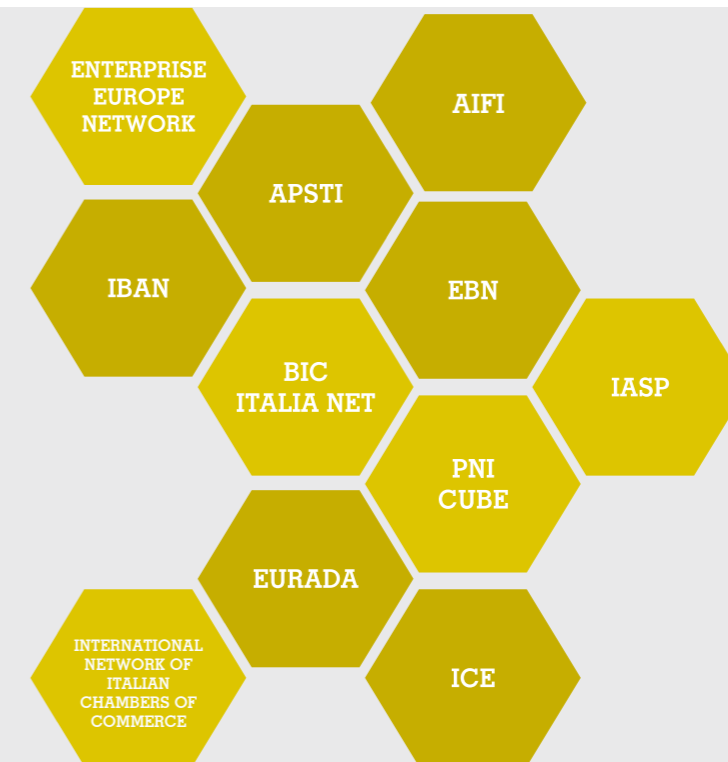 ENTERPRISE
EUROPE
NETWORK
AIFI
APSTI
IBAN
EBN
BIC
ITALIA NET
IASP
PNI
CUBE
EURADA
INTERNATIONAL
NETWORK OF
ITALIAN
CHAMBERS OF
COMMERCE
ICE